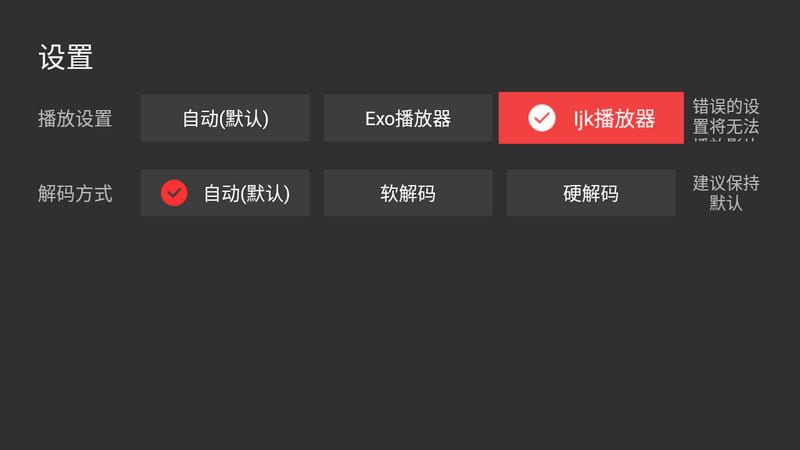 设置
播放设置
自动(默认)
Exo播放器
Ijk播放器
错误的设
置将无法
解码方式
自动(默认)
软解码
硬解码
建议保持
默认